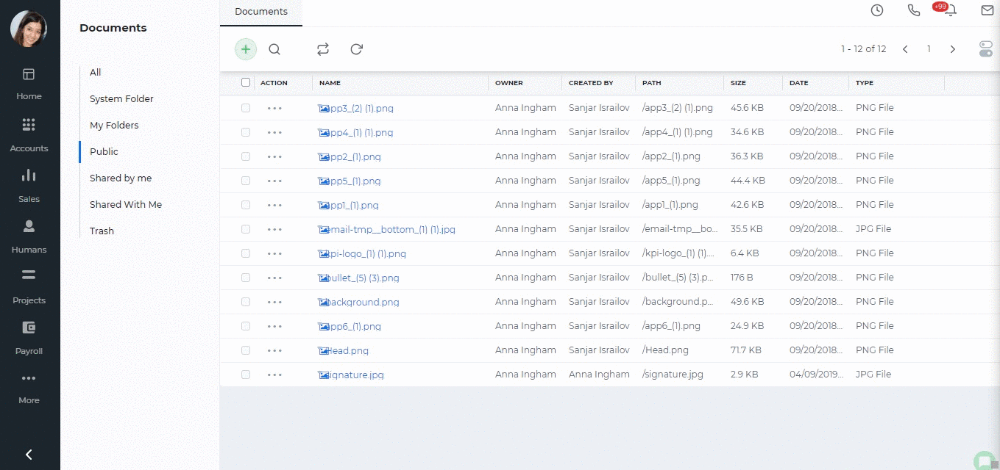 Documents
+99
Documents
1 - 12 of 12
1
Home
Accounts
Sales
Humans
Projects
Payroll
More
All
System Folder
My Folders
Public
Shared by me
Shared With Me
Trash
ACTION NAME OWNER CREATED BY PATH SIZE DATE TYPE
app3_(2) (1).png Anna Ingham Sanjar Israilov /app3_(2) (1).png 45.6 KB 09/20/2018... PNG File
app4_(1) (1).png Anna Ingham Sanjar Israilov /app4_(1) (1).png 34.6 KB 09/20/2018... PNG File
app2_(1).png Anna Ingham Sanjar Israilov /app2_(1).png 36.3 KB 09/20/2018... PNG File
app5_(1).png Anna Ingham Sanjar Israilov /app5_(1).png 44.4 KB 09/20/2018... PNG File
app1_(1).png Anna Ingham Sanjar Israilov /app1_(1).png 42.6 KB 09/20/2018... PNG File
email-tmp__bottom_(1) (1).jpg Anna Ingham Sanjar Israilov /email-tmp__bo... 35.5 KB 09/20/2018... JPG File
kpi-logo_(1) (1).png Anna Ingham Sanjar Israilov /kpi-logo_(1) (1).... 6.4 KB 09/20/2018... PNG File
bullet_(5) (3).png Anna Ingham Sanjar Israilov /bullet_(5) (3).p... 176 B 09/20/2018... PNG File
background.png Anna Ingham Sanjar Israilov /background.p... 49.6 KB 09/20/2018... PNG File
app6_(1).png Anna Ingham Sanjar Israilov /app6_(1).png 24.9 KB 09/20/2018... PNG File
Head.png Anna Ingham Sanjar Israilov /Head.png 71.7 KB 09/20/2018... PNG File
signature.jpg Anna Ingham Anna Ingham /signature.jpg 2.9 KB 04/09/2019... JPG File